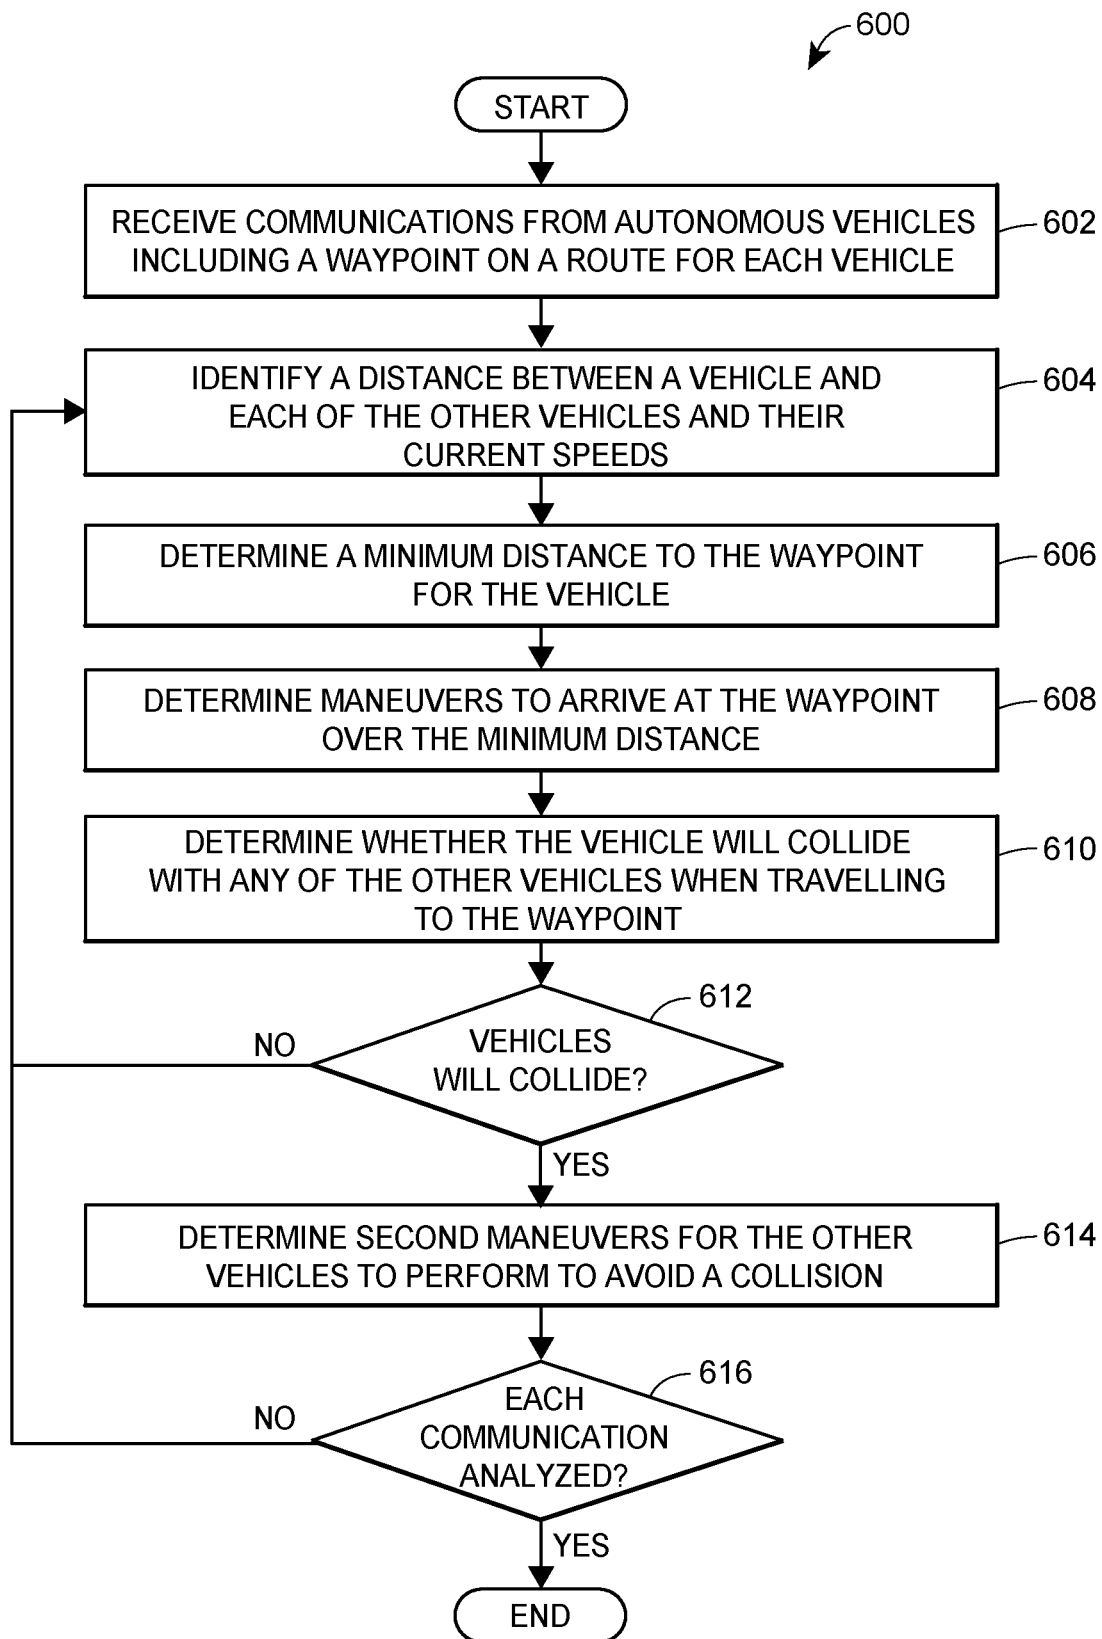 600
START
RECEIVE COMMUNICATIONS FROM AUTONOMOUS VEHICLES
INCLUDING A WAYPOINT ON A ROUTE FOR EACH VEHICLE
602
IDENTIFY A DISTANCE BETWEEN A VEHICLE AND
EACH OF THE OTHER VEHICLES AND THEIR
CURRENT SPEEDS
604
DETERMINE A MINIMUM DISTANCE TO THE WAYPOINT
FOR THE VEHICLE
606
DETERMINE MANEUVERS TO ARRIVE AT THE WAYPOINT
OVER THE MINIMUM DISTANCE
608
DETERMINE WHETHER THE VEHICLE WILL COLLIDE
WITH ANY OF THE OTHER VEHICLES WHEN TRAVELLING
TO THE WAYPOINT
610
612
NO
VEHICLES
WILL COLLIDE?
YES
DETERMINE SECOND MANEUVERS FOR THE OTHER
VEHICLES TO PERFORM TO AVOID A COLLISION
614
616
NO
EACH
COMMUNICATION
ANALYZED?
YES
END